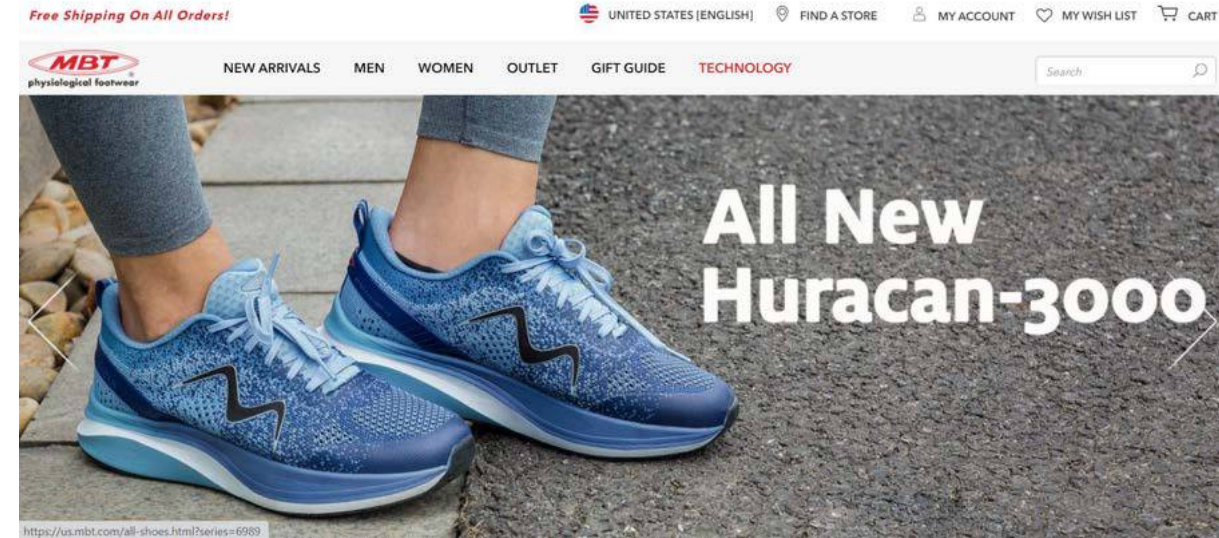 Free Shipping On All Orders!
UNITED STATES [ENGLISH] FIND A STORE MY ACCOUNT MY WISH LIST CART
MBT
physiological footwear
NEW ARRIVALS MEN WOMEN OUTLET GIFT GUIDE TECHNOLOGY
Search
All New
Huracan-3000
https://us.mbt.com/all-shoes.html?series=6989